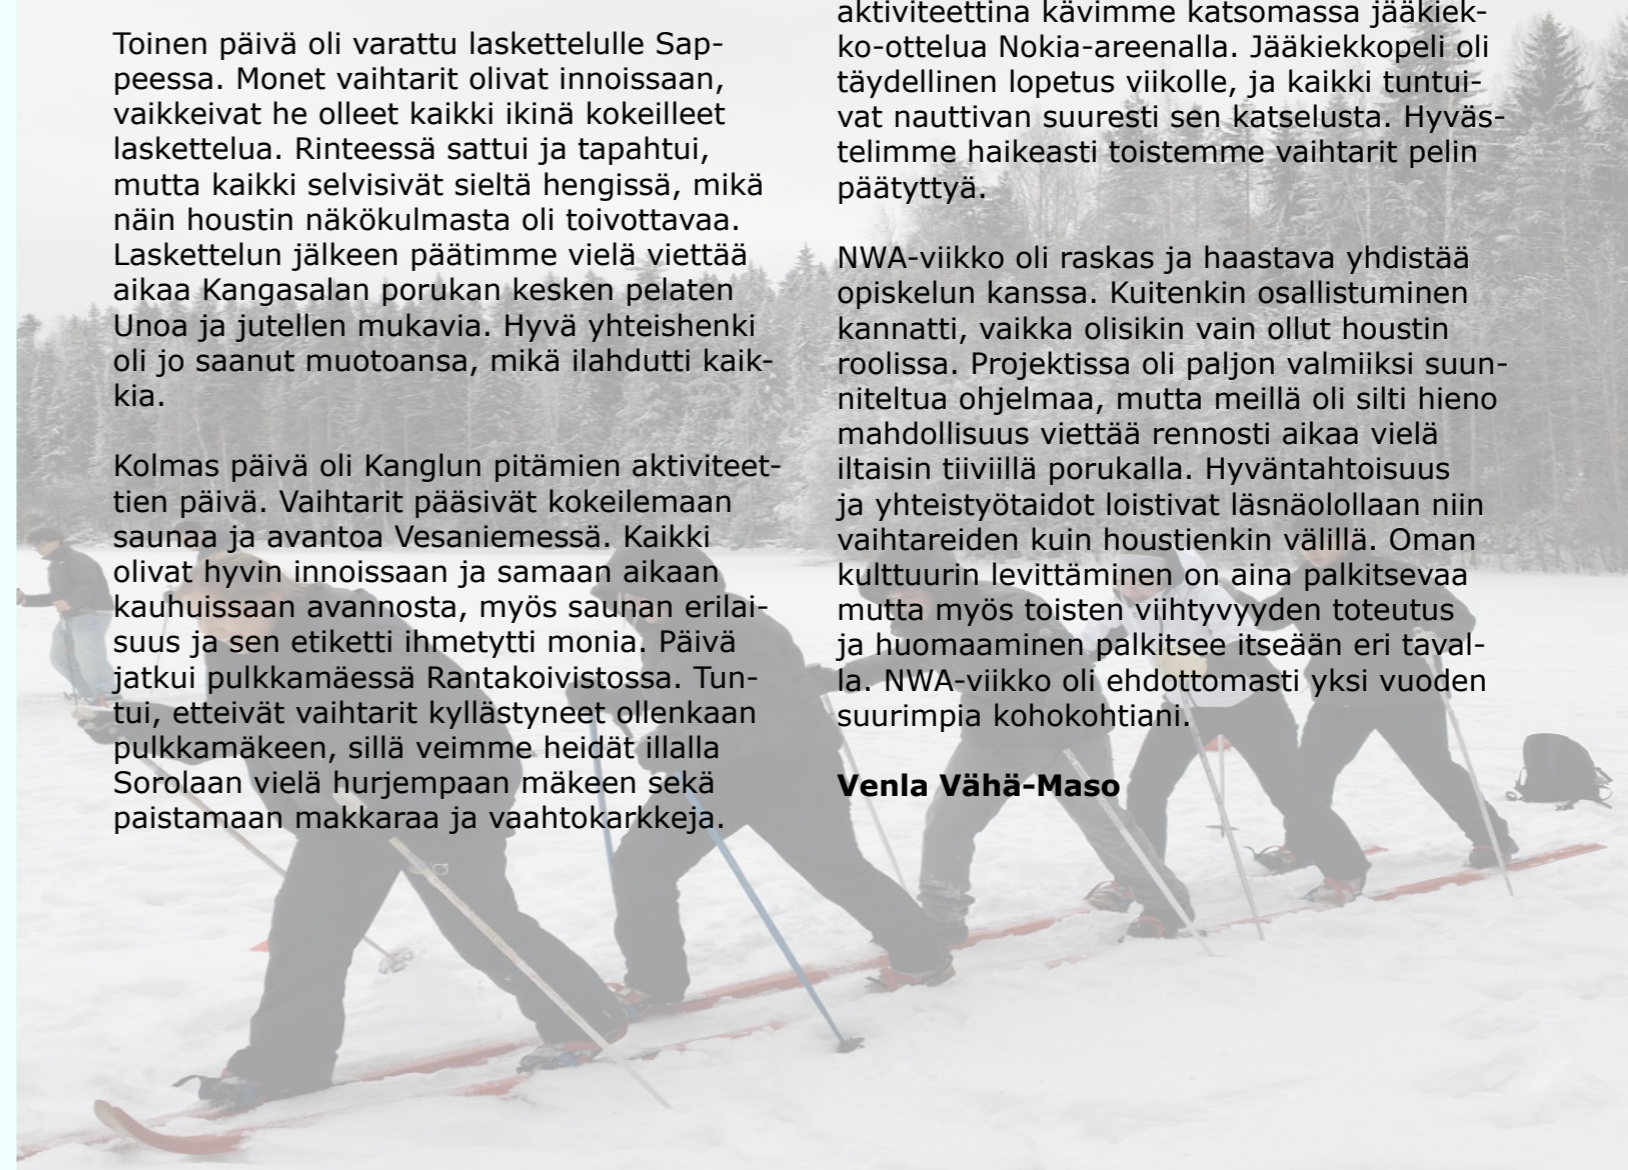 Toinen päivä oli varattu laskettelulle Sap-
peessa. Monet vaihtarit olivat innoissaan,
vaikkeivat he olleet kaikki ikinä kokeilleet
laskettelua. Rinteessä sattui ja tapahtui,
mutta kaikki selvisivät sieltä hengissä, mikä
näin houstin näkökulmasta oli toivottavaa.
Laskettelun jälkeen päätimme vielä viettää
aikaa Kangasalan porukan kesken pelaten
Unoa ja jutellen mukavia. Hyvä yhteishenki
oli jo saanut muotoansa, mikä ilahdutti kaik-
kia.
Kolmas päivä oli Kanglun pitämien aktiviteet-
tien päivä. Vaihtarit pääsivät kokeilemaan
saunaa ja avantoa Vesaniemessä. Kaikki
olivat hyvin innoissaan ja samaan aikaan
kauhuissaan avannosta, myös saunan erilai-
suus ja sen etiketti ihmetytti monia. Päivä
jatkui pulkkamäessä Rantakoivistossa. Tun-
tui, etteivät vaihtarit kyllästyneet ollenkaan
pulkkamäkeen, sillä veimme heidät illalla
Sorolaan vielä hurjempaan mäkeen sekä
paistamaan makkaraa ja vaahtokarkkeja.
aktiviteettina kävimme katsomassa jääkiek-
ko-ottelua Nokia-areenalla. Jääkiekkopeli oli
täydellinen lopetus viikolle, ja kaikki tuntui-
vat nauttivan suuresti sen katselusta. Hyväs-
telimme haikeasti toistemme vaihtarit pelin
päätyttyä.
NWA-viikko oli raskas ja haastava yhdistää
opiskelun kanssa. Kuitenkin osallistuminen
kannatti, vaikka olisikin vain ollut houstin
roolissa. Projektissa oli paljon valmiiksi suun-
niteltua ohjelmaa, mutta meillä oli silti hieno
mahdollisuus viettää rennosti aikaa vielä
iltaisin tiiviillä porukalla. Hyväntahtoisuus
ja yhteistyötaidot loistivat läsnäolollaan niin
vaihtareiden kuin houstienkin välillä. Oman
kulttuurin levittäminen on aina palkitsevaa
mutta myös toisten viihtyvyyden toteutus
ja huomaaminen palkitsee itseään eri taval-
la. NWA-viikko oli ehdottomasti yksi vuoden
suurimpia kohokohtiani.
Venla Vähä-Maso